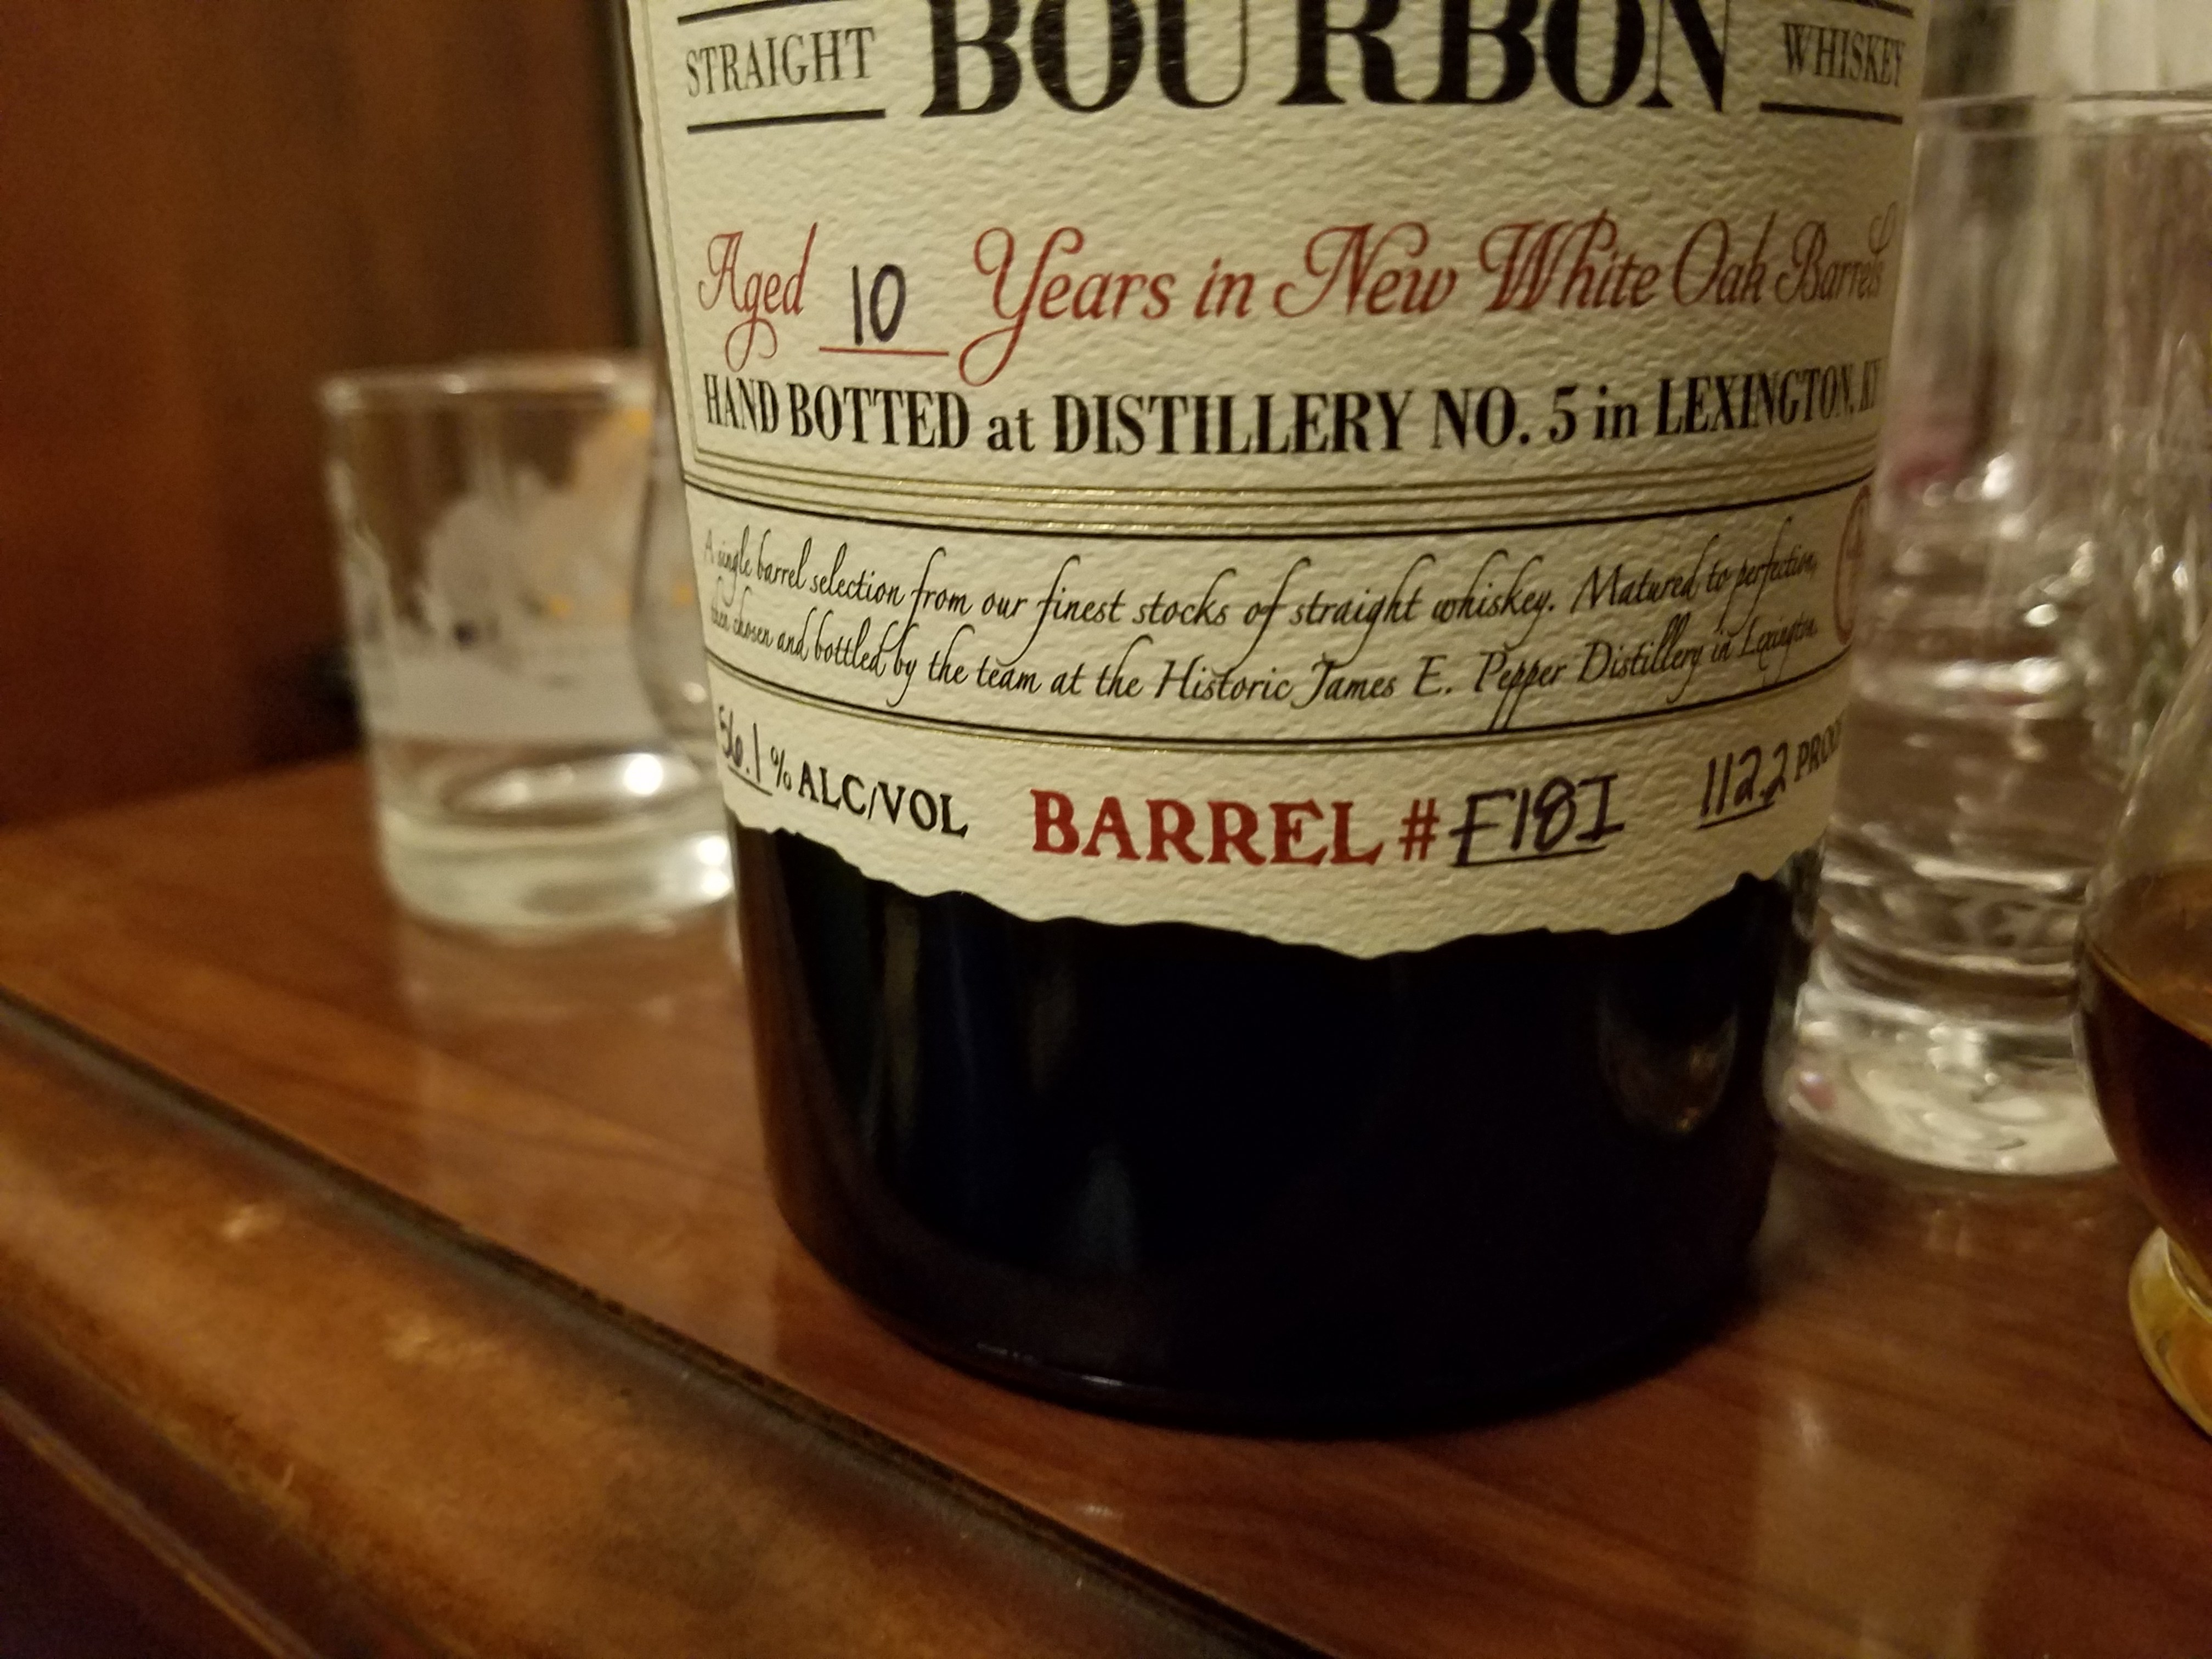 STRAIGHT BOURBON WHISKEY
Aged 10 Years in New White Oak Barrels
HAND BOTTED at DISTILLERY NO. 5 in LEXINGTON, KY
A single barrel selection from our finest stocks of straight whiskey. Matured to perfection,
then chosen and bottled by the team at the Historic James E. Pepper Distillery in Lexington.
56.1 % ALC/VOL BARREL # F18I 112.2 PROOF